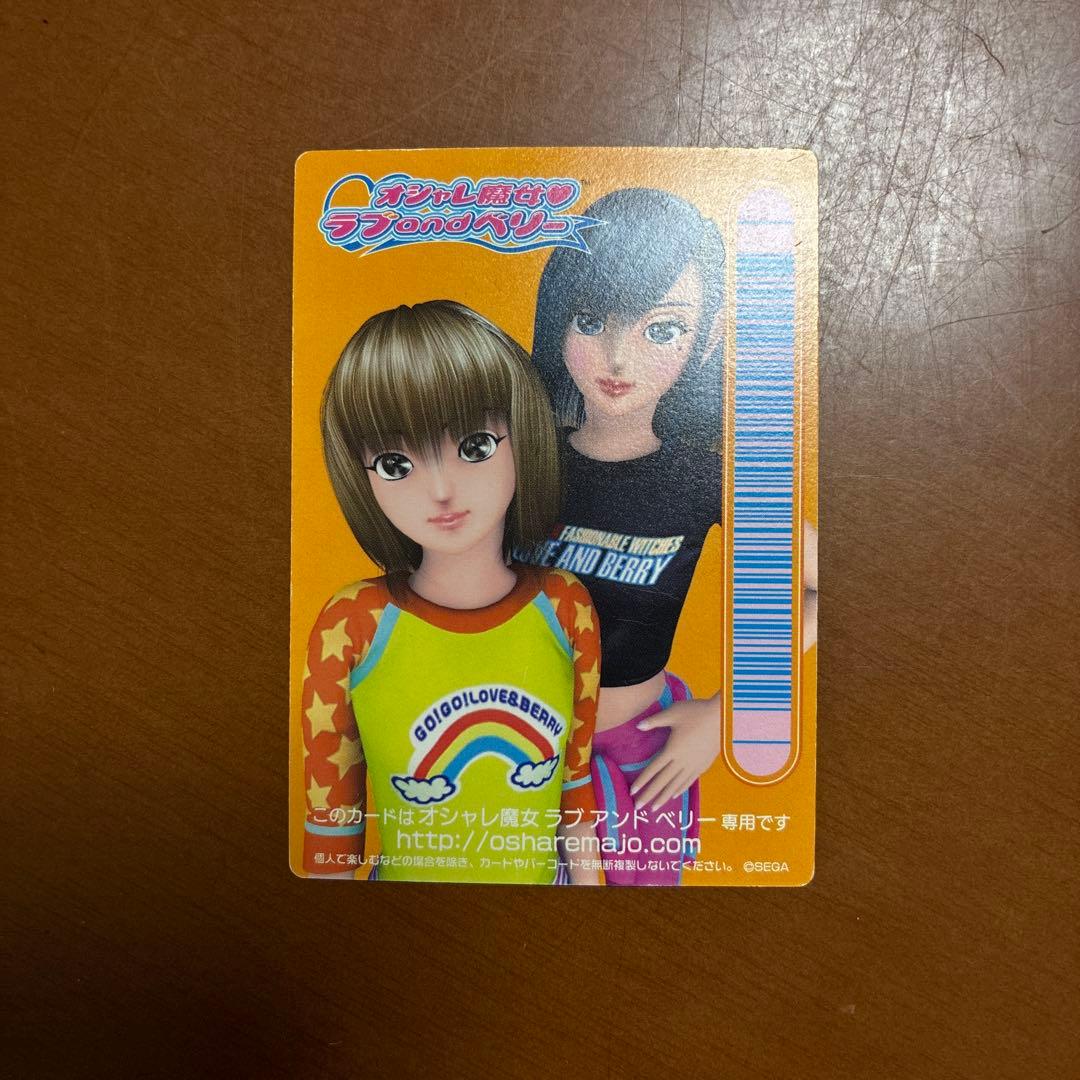 オシャレ魔女♥™
ラブandベリー
FASHIONABLE WITCHES
AND BERRY
GO!GO!LOVE&BERRY
このカードは オシャレ魔女 ラブ アンド ベリー 専用です
http://osharemajo.com
個人で楽しむなどの場合を除き、カードやバーコードを無断複製しないでください。 ©SEGA